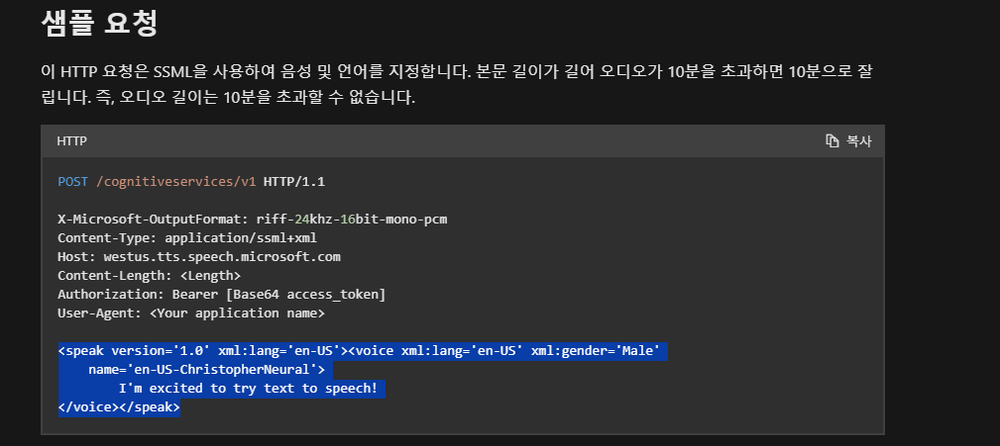 샘플 요청
이 HTTP 요청은 SSML을 사용하여 음성 및 언어를 지정합니다. 본문 길이가 길어 오디오가 10분을 초과하면 10분으로 잘
립니다. 즉, 오디오 길이는 10분을 초과할 수 없습니다.
HTTP 복사
POST /cognitiveservices/v1 HTTP/1.1
X-Microsoft-OutputFormat: riff-24khz-16bit-mono-pcm
Content-Type: application/ssml+xml
Host: westus.tts.speech.microsoft.com
Content-Length: <Length>
Authorization: Bearer [Base64 access_token]
User-Agent: <Your application name>
<speak version='1.0' xml:lang='en-US'><voice xml:lang='en-US' xml:gender='Male'
name='en-US-ChristopherNeural'>
I'm excited to try text to speech!
</voice></speak>